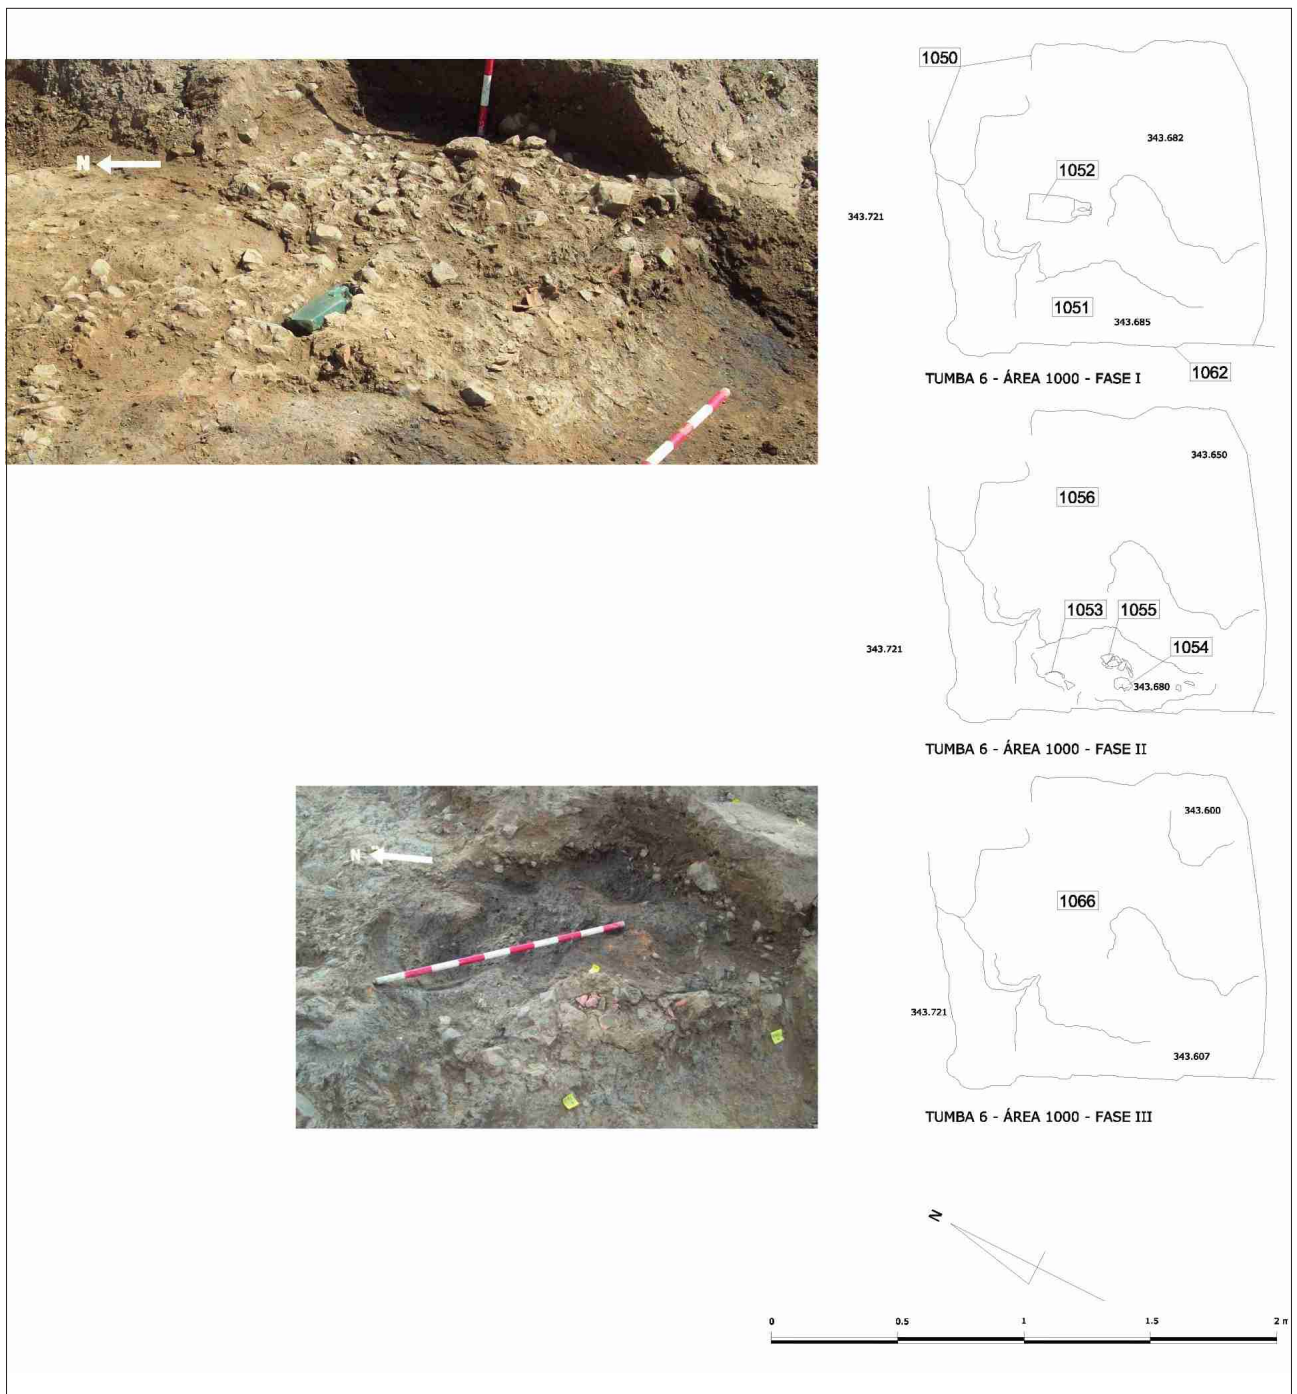 N
1050
343.682
1052
343.721
1051
343.685
1062
TUMBA 6 - ÁREA 1000 - FASE I
343.650
1056
1053
1055
1054
343.721
343.680
TUMBA 6 - ÁREA 1000 - FASE II
343.600
N
1066
343.721
343.607
TUMBA 6 - ÁREA 1000 - FASE III
N
0 0.5 1 1.5 2 m